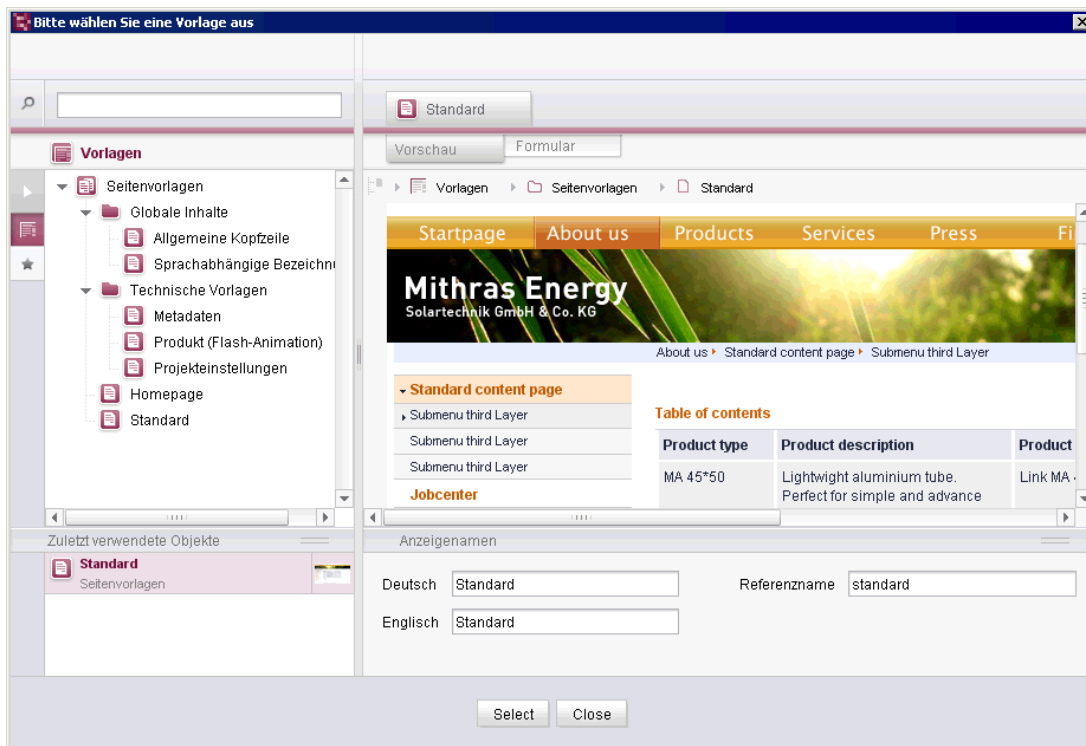 Bitte wählen Sie eine Vorlage aus
Standard
Vorlagen
Vorschau
Formular
Seitenvorlagen
Globale Inhalte
Allgemeine Kopfzeile
Sprachabhängige Bezeichn
Technische Vorlagen
Metadaten
Produkt (Flash-Animation)
Projekteinstellungen
Homepage
Standard
Vorlagen Seitenvorlagen Standard
Startpage About us Products Services Press Fi
Mithras Energy
Solartechnik GmbH & Co. KG
About us Standard content page Submenu third Layer
Standard content page
Submenu third Layer
Submenu third Layer
Submenu third Layer
Jobcenter
Table of contents
Product type Product description Product
MA 45*50 Lightwight aluminium tube. Link MA
Perfect for simple and advance
Zuletzt verwendete Objekte
Standard
Seitenvorlagen
Anzeigenamen
Deutsch Standard Referenzname standard
Englisch Standard
Select Close